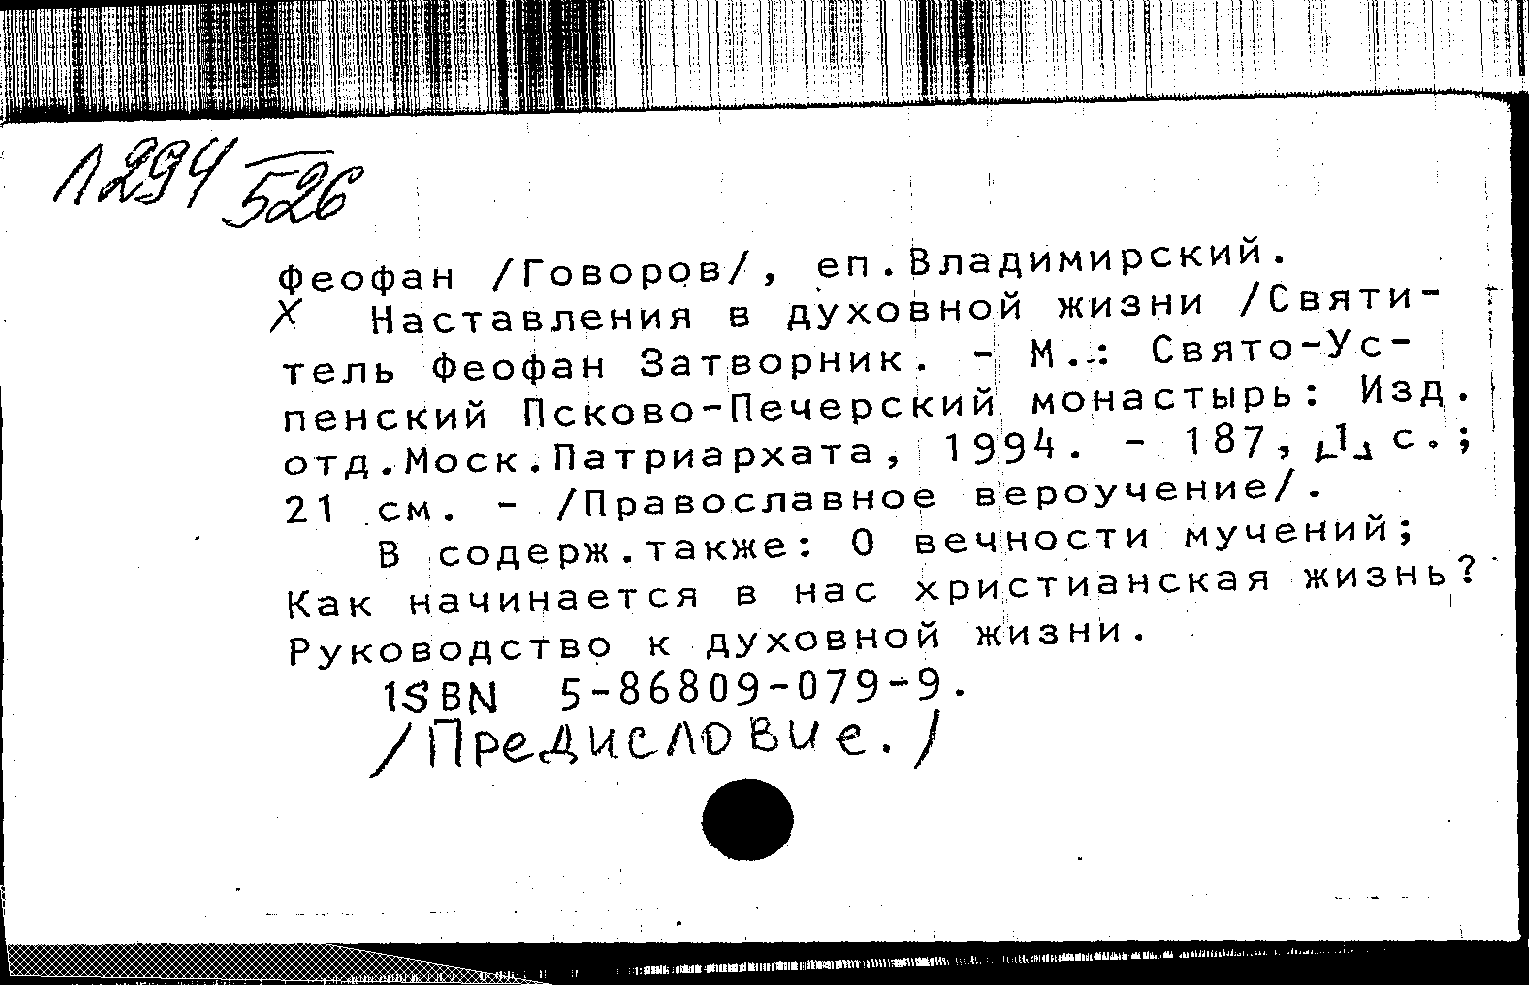 Л294
526
Феофан /Говоров/, еп.Владимирский.
X Наставления в духовной жизни /Святи-
тель Феофан Затворник. - М.: Свято-Ус-
пенский Псково-Печерский монастырь: Изд.
отд.Моск.Патриархата, 1994. - 187, [1] с.;
21 см. - /Православное вероучение/.
В содерж.также: О вечности мучений;
Как начинается в нас христианская жизнь?
Руководство к духовной жизни.
ISBN 5-86809-079-9.
/Предисловие./